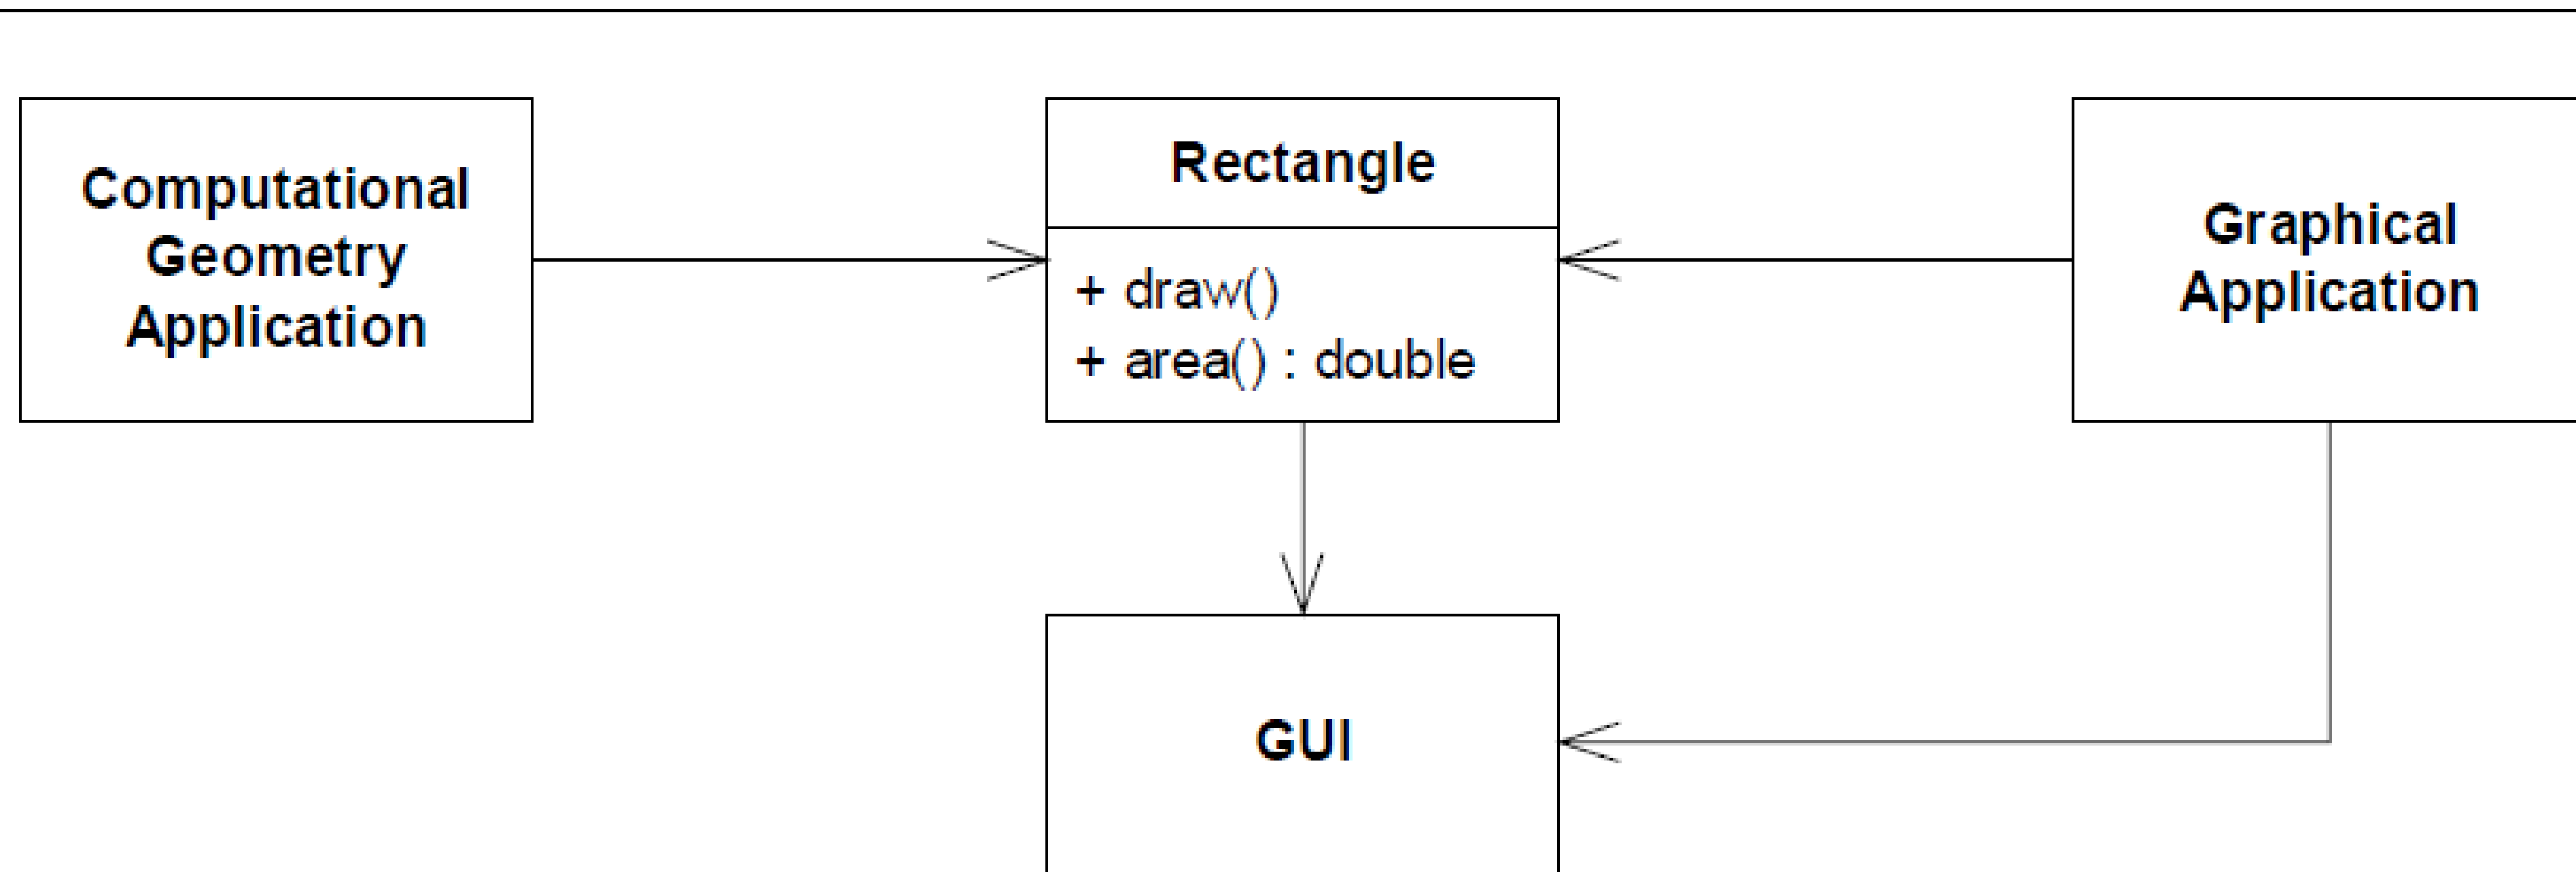 Computational
Geometry
Application
Rectangle
+ draw()
+ area() : double
Graphical
Application
GUI